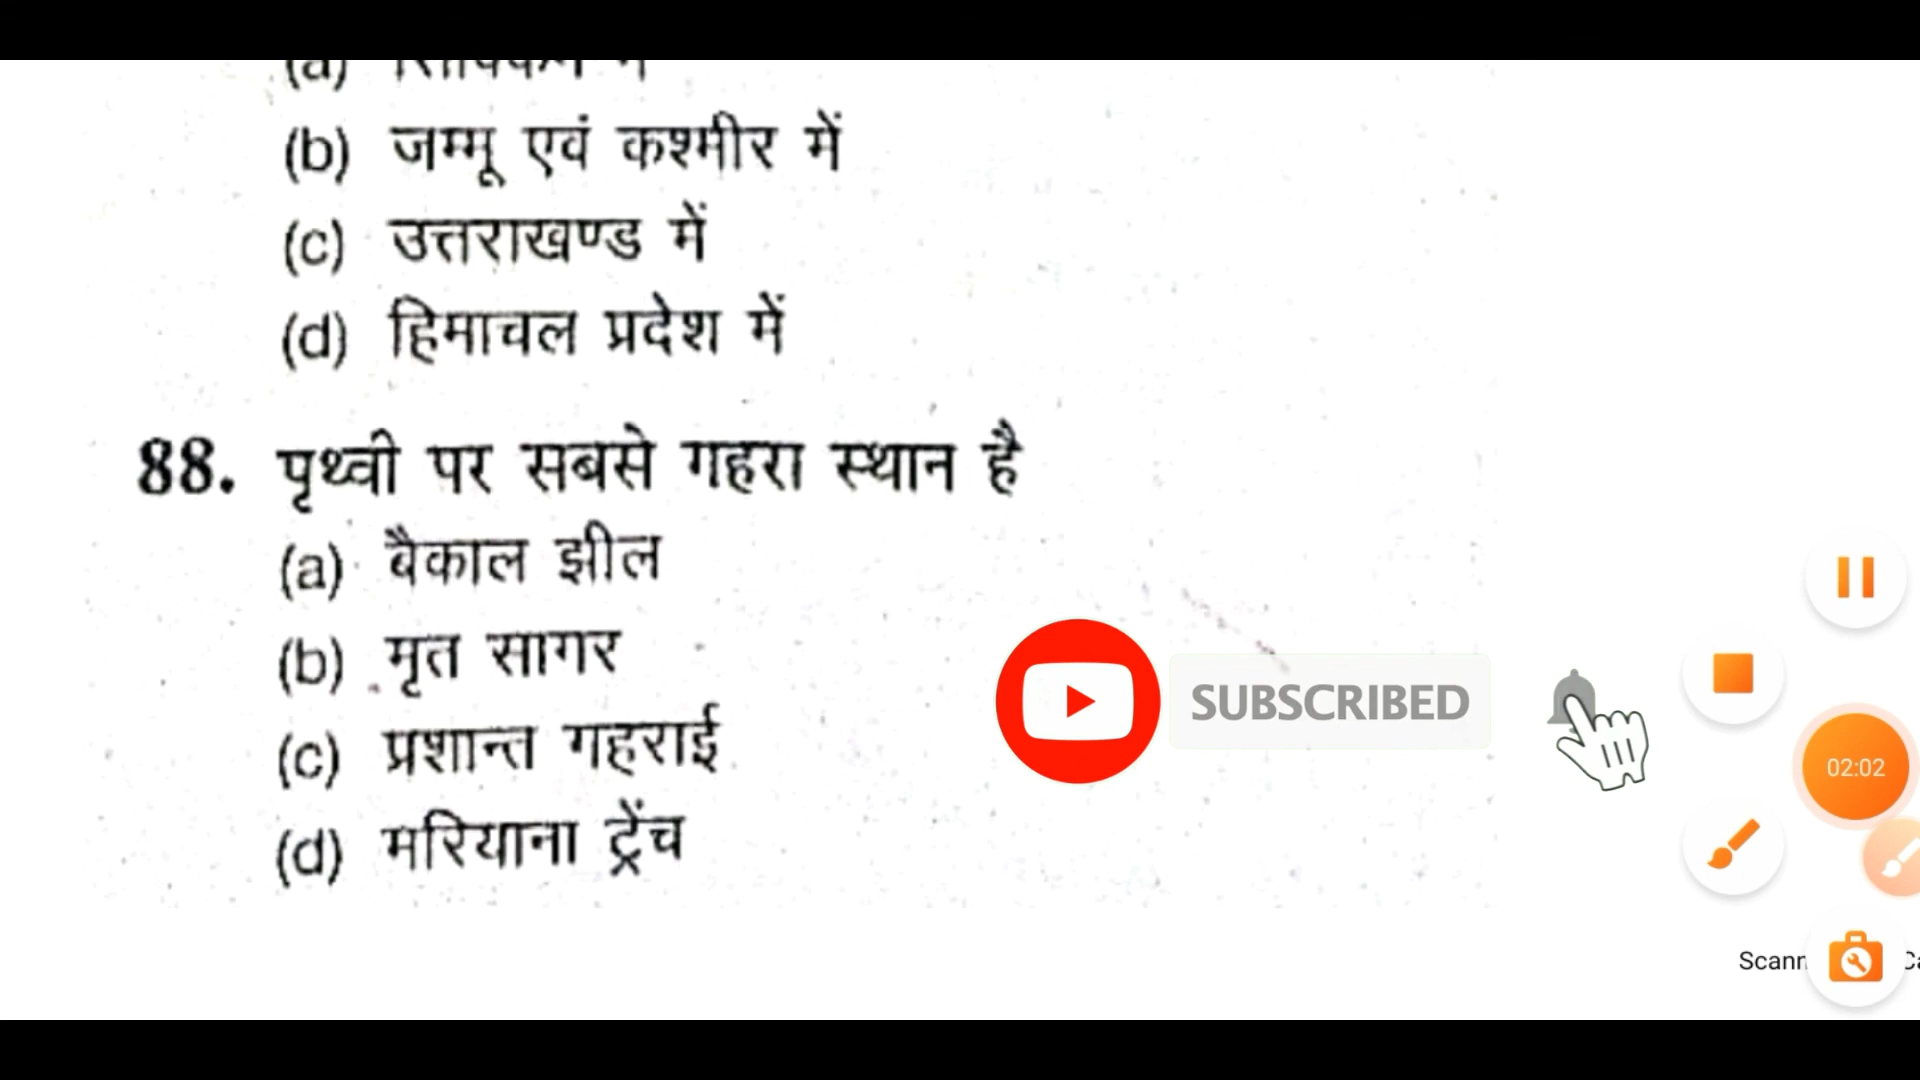 (b) जम्मू एवं कश्मीर में
(c) उत्तराखण्ड में
(d) हिमाचल प्रदेश में
88. पृथ्वी पर सबसे गहरा स्थान है
(a) बैकाल झील
(b) मृत सागर
(c) प्रशान्त गहराई
(d) मरियाना ट्रेंच
SUBSCRIBED
02:02